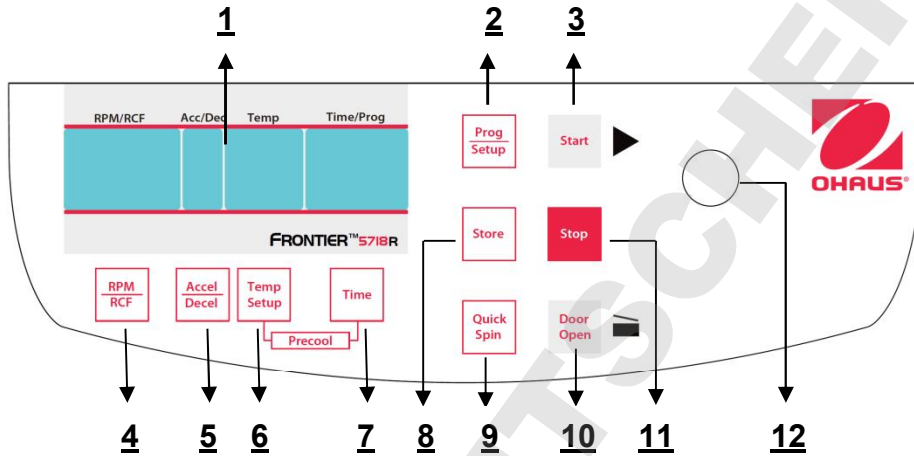 1 2 3
RPM/RCF Acc/Dec Temp Time/Prog
Prog
Setup
Start
OHAUS®
FRONTIER™5718R
Store
Stop
RPM
RCF
Accel
Decel
Temp
Setup
Time
Precool
Quick
Spin
Door
Open
4 5 6 7 8 9 10 11 12